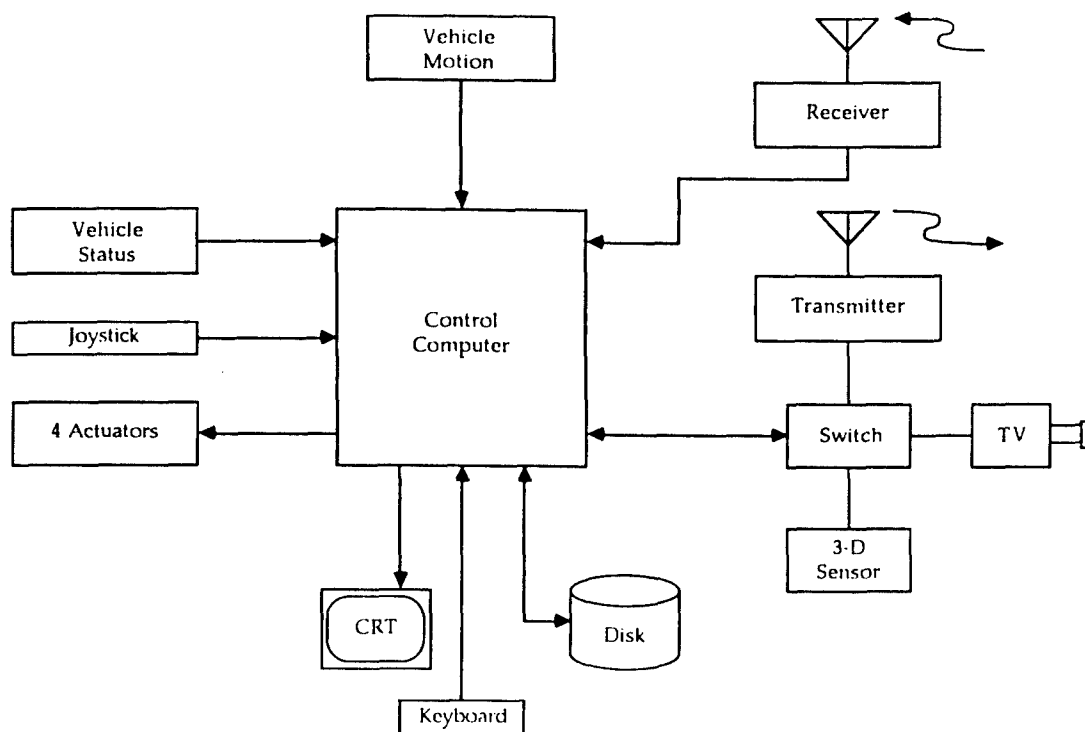 Vehicle
Motion
Receiver
Vehicle
Status
Transmitter
Joystick
Control
Computer
4 Actuators
Switch
TV
3-D
Sensor
CRT
Disk
Keyboard